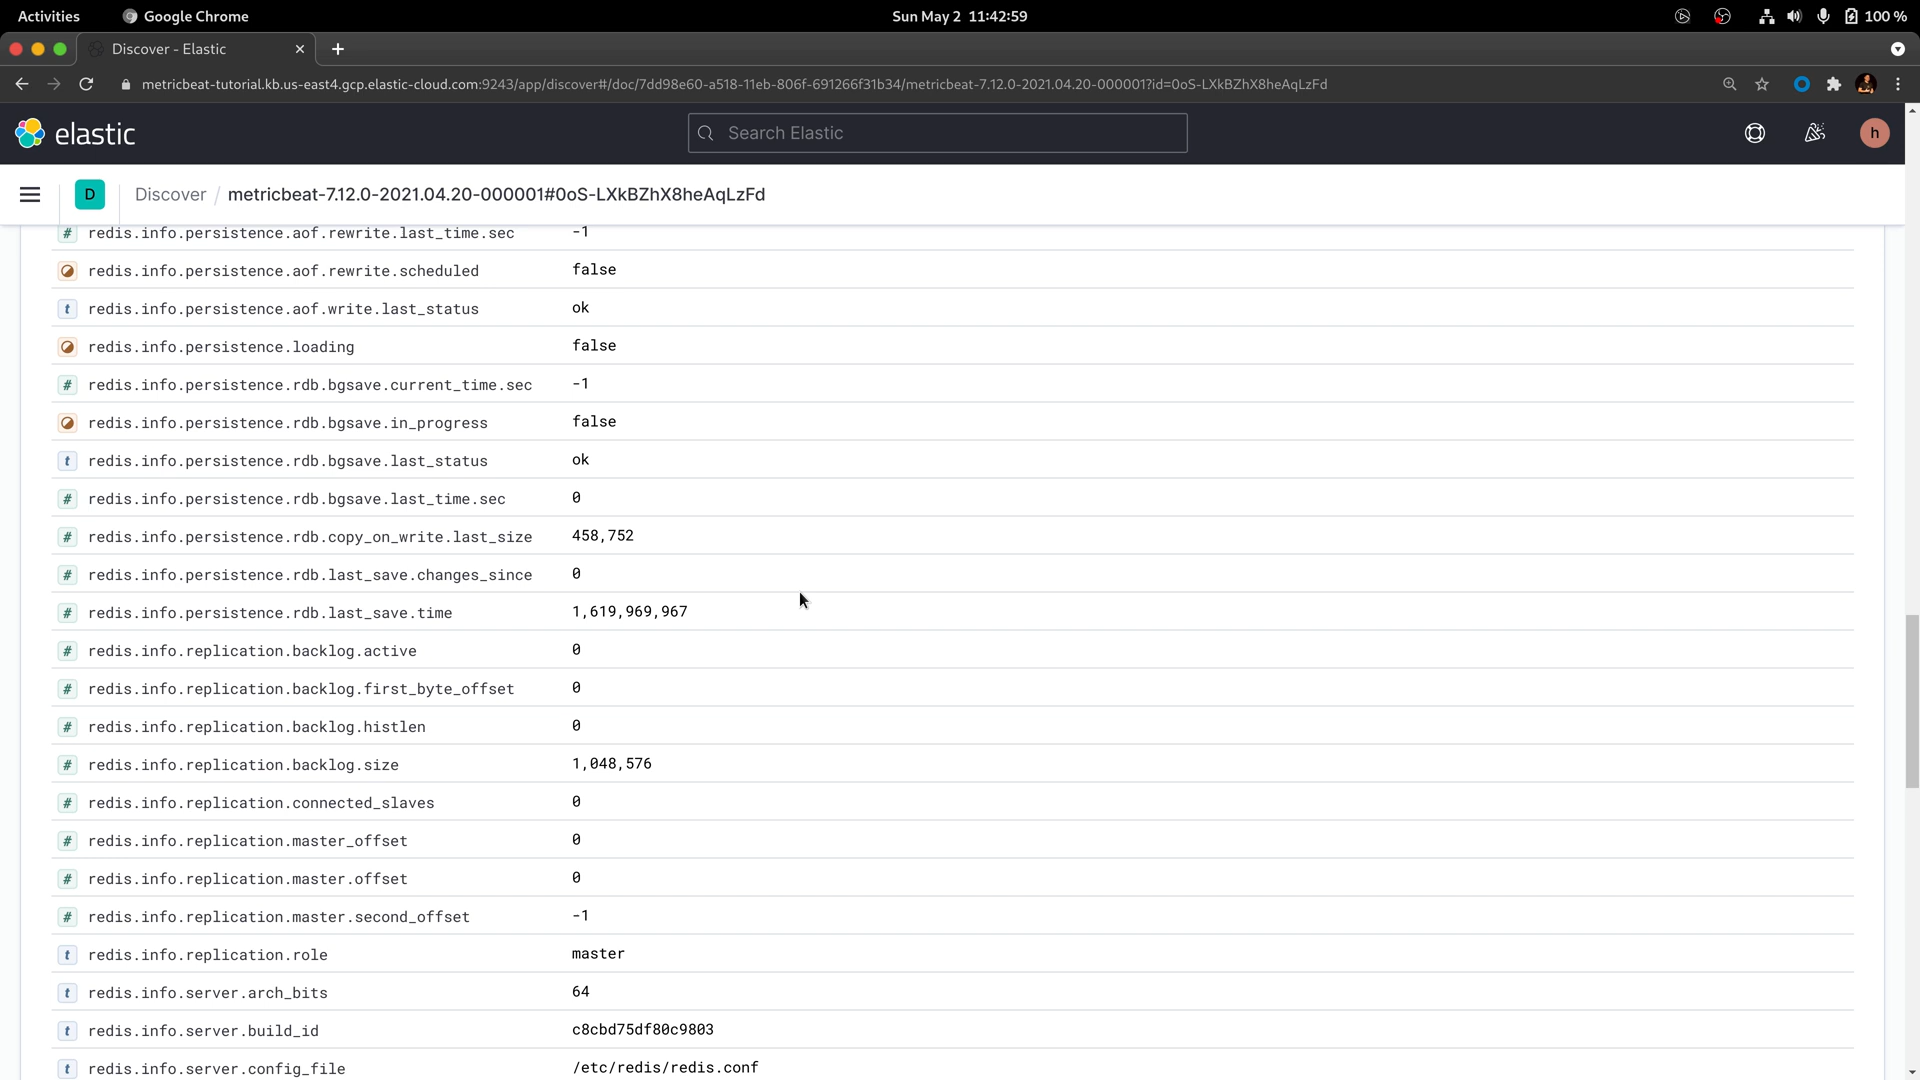 Activities Google Chrome Sun May 2 11:42:59 100 %
Discover - Elastic
metricbeat-tutorial.kb.us-east4.gcp.elastic-cloud.com:9243/app/discover#/doc/7dd98e60-a518-11eb-806f-691266f31b34/metricbeat-7.12.0-2021.04.20-000001?id=0oS-LXkBZhX8heAqLzFd
elastic Search Elastic h
D Discover / metricbeat-7.12.0-2021.04.20-000001#0oS-LXkBZhX8heAqLzFd
# redis.info.persistence.aof.rewrite.last_time.sec -1
redis.info.persistence.aof.rewrite.scheduled false
t redis.info.persistence.aof.write.last_status ok
redis.info.persistence.loading false
# redis.info.persistence.rdb.bgsave.current_time.sec -1
redis.info.persistence.rdb.bgsave.in_progress false
t redis.info.persistence.rdb.bgsave.last_status ok
# redis.info.persistence.rdb.bgsave.last_time.sec 0
# redis.info.persistence.rdb.copy_on_write.last_size 458,752
# redis.info.persistence.rdb.last_save.changes_since 0
# redis.info.persistence.rdb.last_save.time 1,619,969,967
# redis.info.replication.backlog.active 0
# redis.info.replication.backlog.first_byte_offset 0
# redis.info.replication.backlog.histlen 0
# redis.info.replication.backlog.size 1,048,576
# redis.info.replication.connected_slaves 0
# redis.info.replication.master_offset 0
# redis.info.replication.master.offset 0
# redis.info.replication.master.second_offset -1
t redis.info.replication.role master
t redis.info.server.arch_bits 64
t redis.info.server.build_id c8cbd75df80c9803
t redis.info.server.config_file /etc/redis/redis.conf